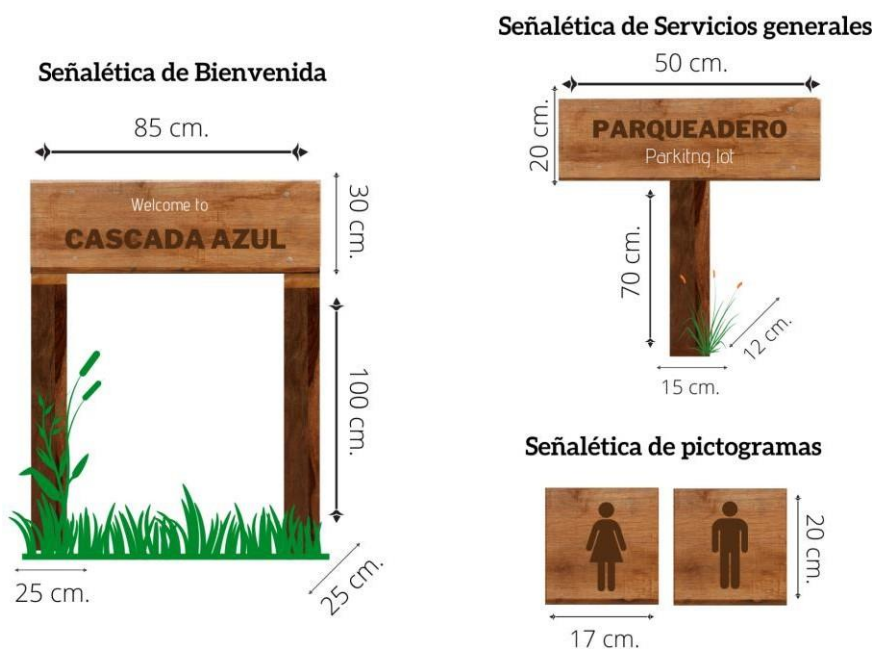 Señalética de Bienvenida
85 cm.
30 cm.
Welcome to
CASCADA AZUL
100 cm.
25 cm.
25 cm.
Señalética de Servicios generales
50 cm.
20 cm.
PARQUEADERO
Parkitng lot
70 cm.
12 cm.
15 cm.
Señalética de pictogramas
20 cm.
17 cm.